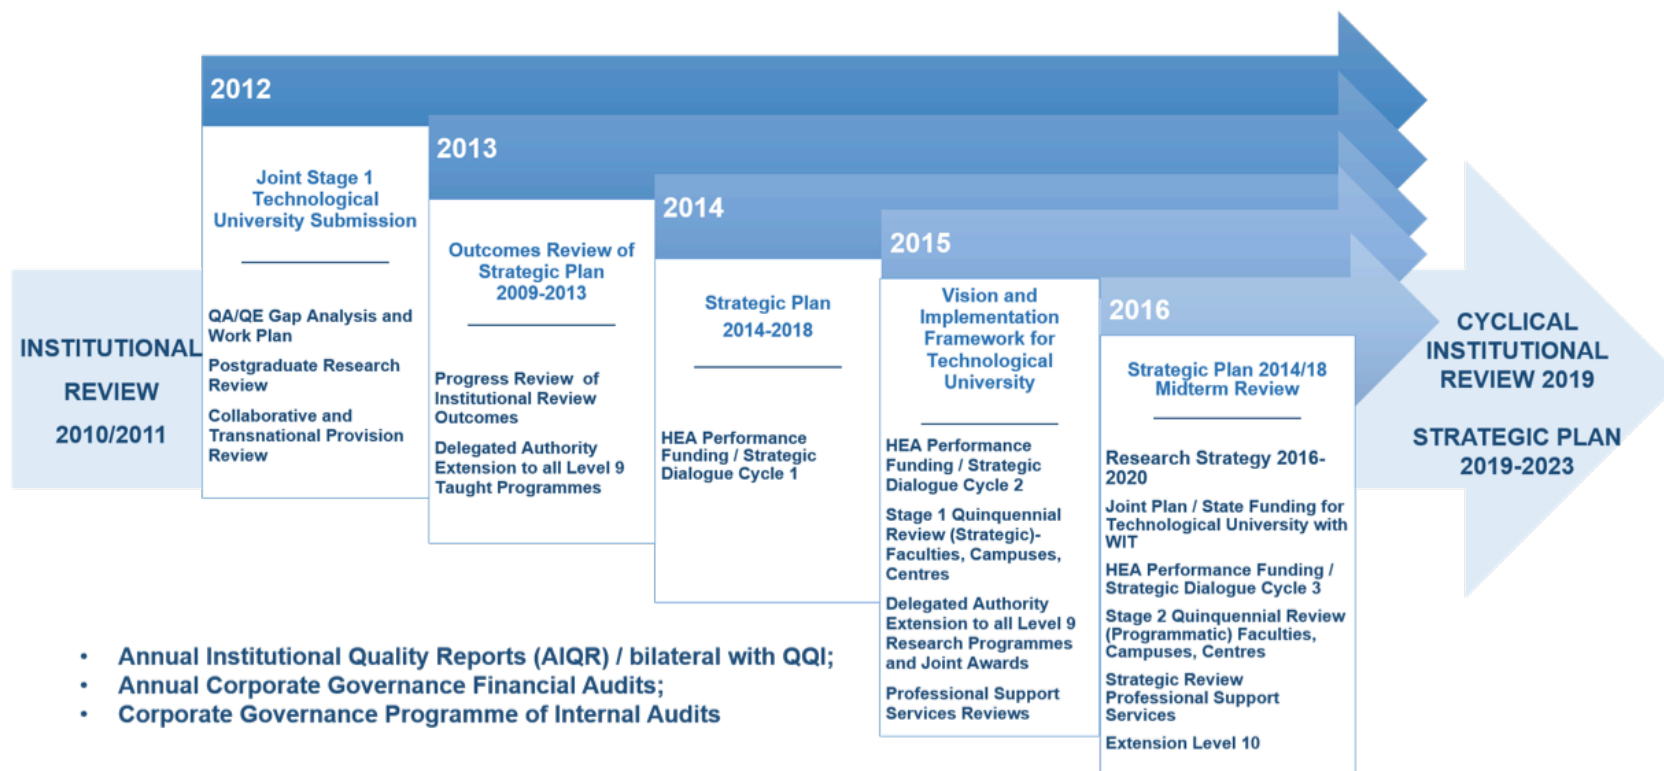 INSTITUTIONAL
REVIEW
2010/2011
2012
Joint Stage 1
Technological
University Submission
QA/QE Gap Analysis and
Work Plan
Postgraduate Research
Review
Collaborative and
Transnational Provision
Review
2013
Outcomes Review of
Strategic Plan
2009-2013
Progress Review of
Institutional Review
Outcomes
Delegated Authority
Extension to all Level 9
Taught Programmes
2014
Strategic Plan
2014-2018
HEA Performance
Funding / Strategic
Dialogue Cycle 1
2015
Vision and
Implementation
Framework for
Technological
University
HEA Performance
Funding / Strategic
Dialogue Cycle 2
Stage 1 Quinquennial
Review (Strategic)-
Faculties, Campuses,
Centres
Delegated Authority
Extension to all Level 9
Research Programmes
and Joint Awards
Professional Support
Services Reviews
2016
Strategic Plan 2014/18
Midterm Review
Research Strategy 2016-
2020
Joint Plan / State Funding for
Technological University with
WIT
HEA Performance Funding /
Strategic Dialogue Cycle 3
Stage 2 Quinquennial Review
(Programmatic) Faculties,
Campuses, Centres
Strategic Review
Professional Support
Services
Extension Level 10
CYCLICAL
INSTITUTIONAL
REVIEW 2019
STRATEGIC PLAN
2019-2023
• Annual Institutional Quality Reports (AIQR) / bilateral with QQI;
• Annual Corporate Governance Financial Audits;
• Corporate Governance Programme of Internal Audits